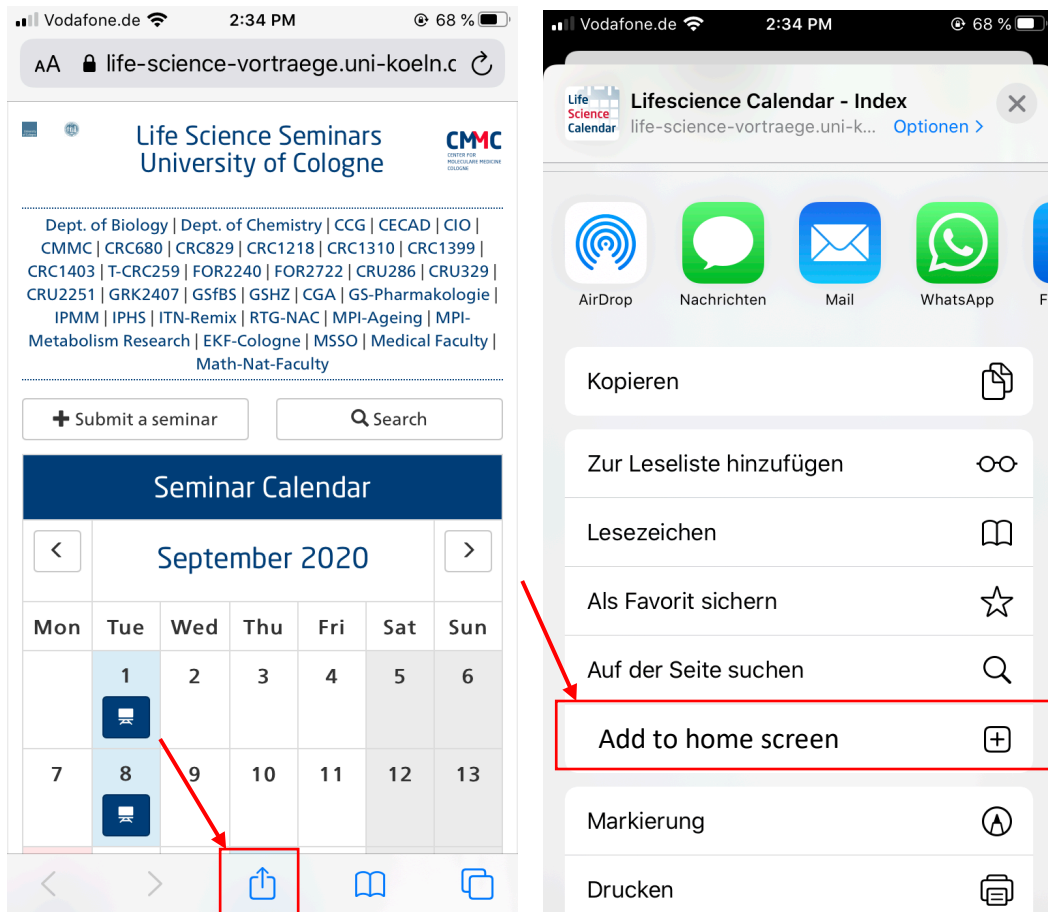 Vodafone.de 2:34 PM 68 %
AA life-science-vortraege.uni-koeln.c
Life Science Seminars
University of Cologne
CMMC
CENTER FOR
MOLECULARE MEDICINE
COLOGNE
Dept. of Biology | Dept. of Chemistry | CCG | CECAD | CIO |
CMMC | CRC680 | CRC829 | CRC1218 | CRC1310 | CRC1399 |
CRC1403 | T-CRC259 | FOR2240 | FOR2722 | CRU286 | CRU329 |
CRU2251 | GRK2407 | GSfBS | GSHZ | CGA | GS-Pharmakologie |
IPMM | IPHS | ITN-Remix | RTG-NAC | MPI-Ageing | MPI-
Metabolism Research | EKF-Cologne | MSSO | Medical Faculty |
Math-Nat-Faculty
Submit a seminar
Search
Seminar Calendar
< September 2020 >
Mon Tue Wed Thu Fri Sat Sun
1 2 3 4 5 6
7 8 9 10 11 12 13
Vodafone.de 2:34 PM 68 %
Life
Science
Calendar
Lifescience Calendar - Index
life-science-vortraege.uni-k... Optionen >
AirDrop Nachrichten Mail WhatsApp F
Kopieren
Zur Leseliste hinzufügen
Lesezeichen
Als Favorit sichern
Auf der Seite suchen
Add to home screen
Markierung
Drucken